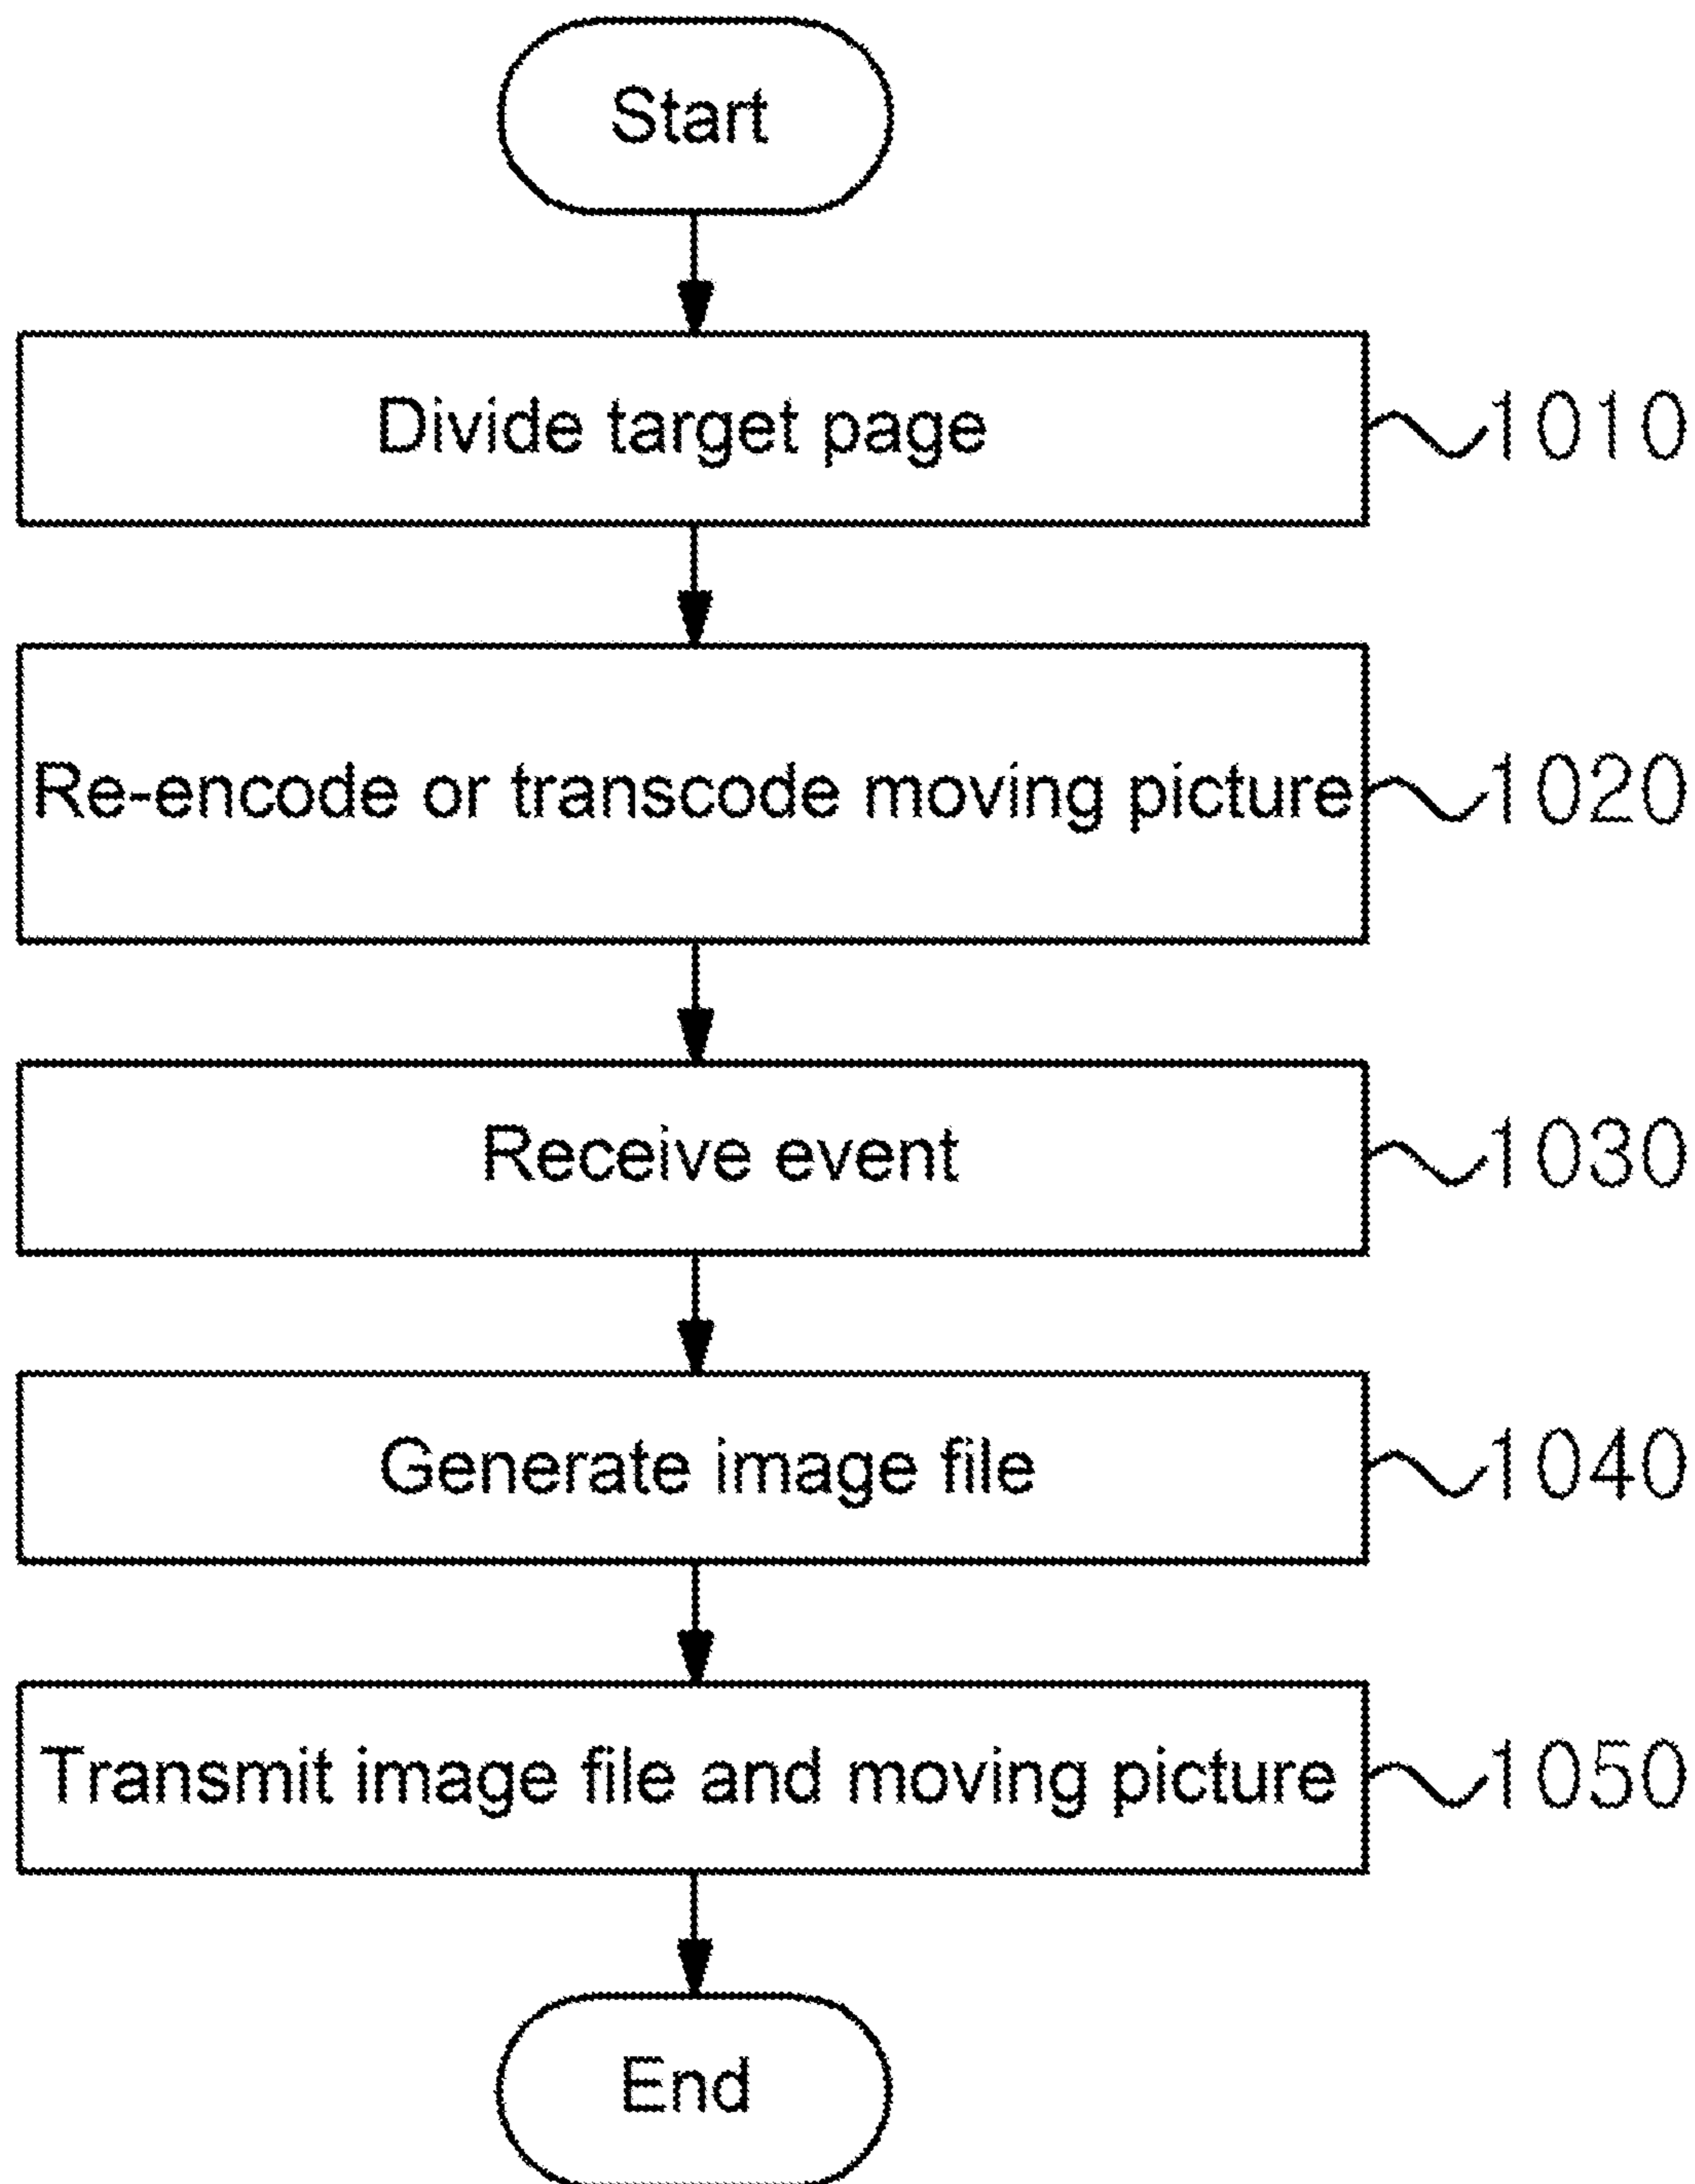 Start
Divide target page
1010
Re-encode or transcode moving picture
1020
Receive event
1030
Generate image file
1040
Transmit image file and moving picture
1050
End